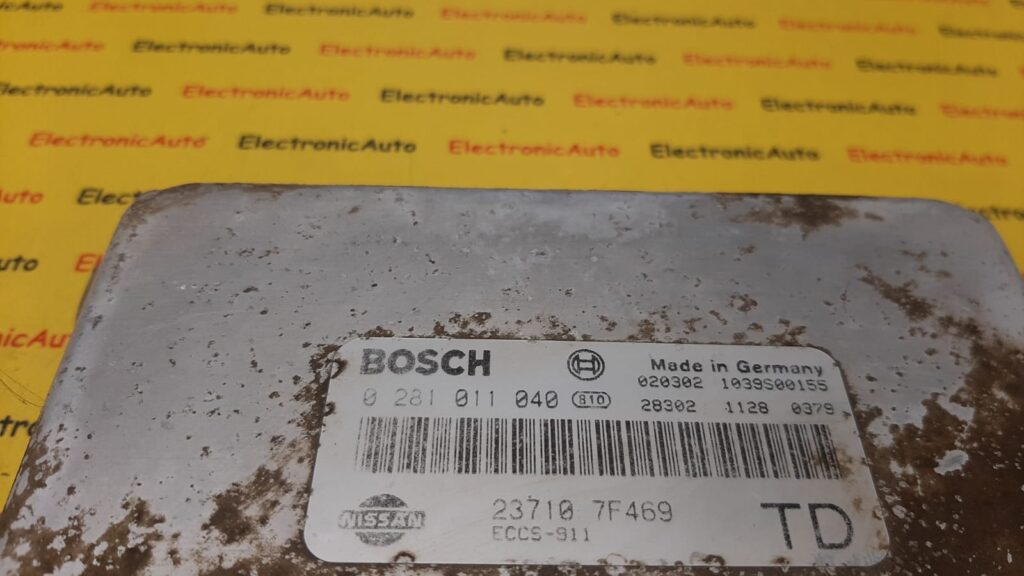 ElectronicAuto ElectronicAuto ElectronicAuto ElectronicAuto
ElectronicAuto ElectronicAuto ElectronicAuto ElectronicAuto ElectronicAuto
ElectronicAuto ElectronicAuto ElectronicAuto ElectronicAuto ElectronicAuto
ElectronicAuto ElectronicAuto ElectronicAuto ElectronicAuto ElectronicAuto
BOSCH Made in Germany
020302 1039S00155
0 281 011 040 810 28302 1128 0379
NISSAN 23710 7F469 TD
ECCS-911